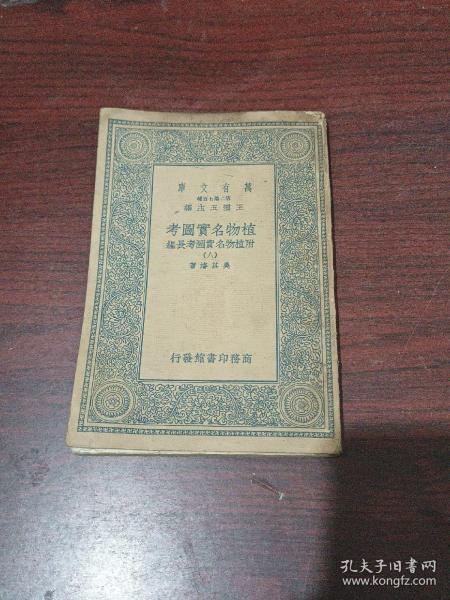 庫文有萬
種百七集二第
編主五雲王
考圖實名物植
編長考圖實名物植附
(八)
著濬其吳
行發館書印務商
孔夫子旧书网
www.kongfz.com